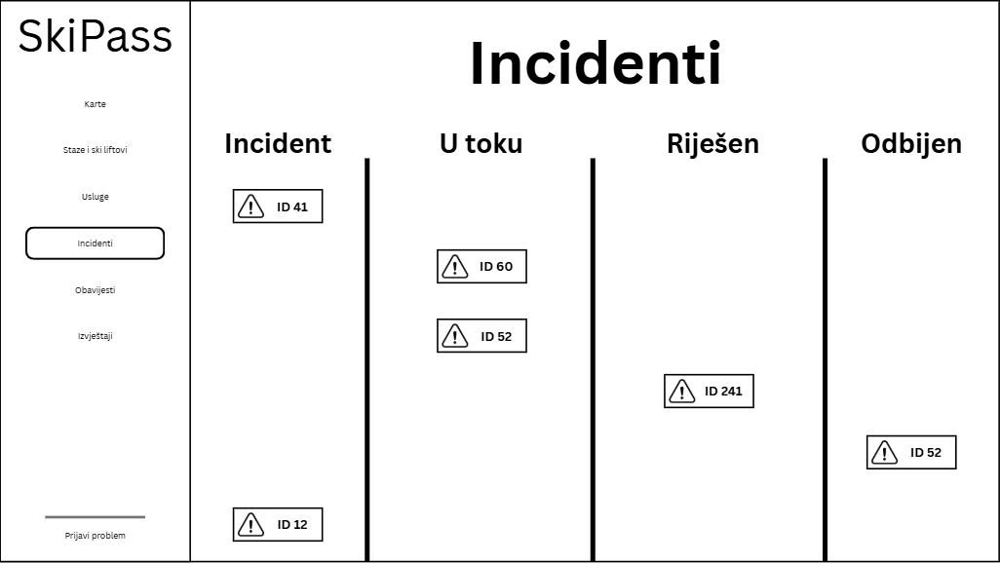 SkiPass
Karte
Staze i ski liftovi
Usluge
Incidenti
Obavijesti
Izvještaji
Prijavi problem
Incidenti
Incident
U toku
Riješen
Odbijen
ID 41
ID 60
ID 52
ID 241
ID 52
ID 12